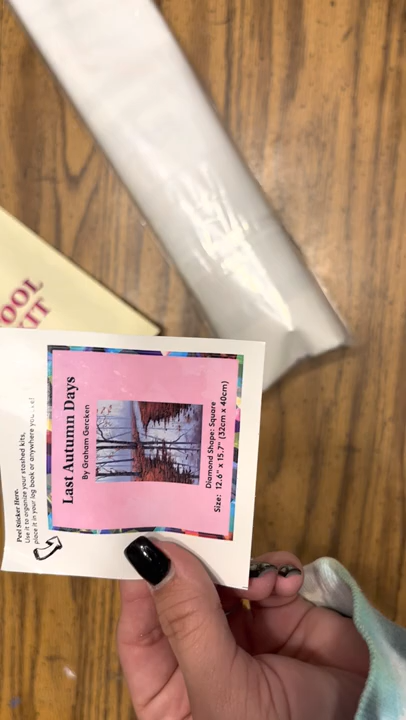 Last Autumn Days
By Graham Gercken
Diamond Shape: Square
Size: 12.6" x 15.7" (32cm x 40cm)
Peel Sticker Here.
Use it to organize your stashed kits,
place it in your log book or anywhere
OOL
IT